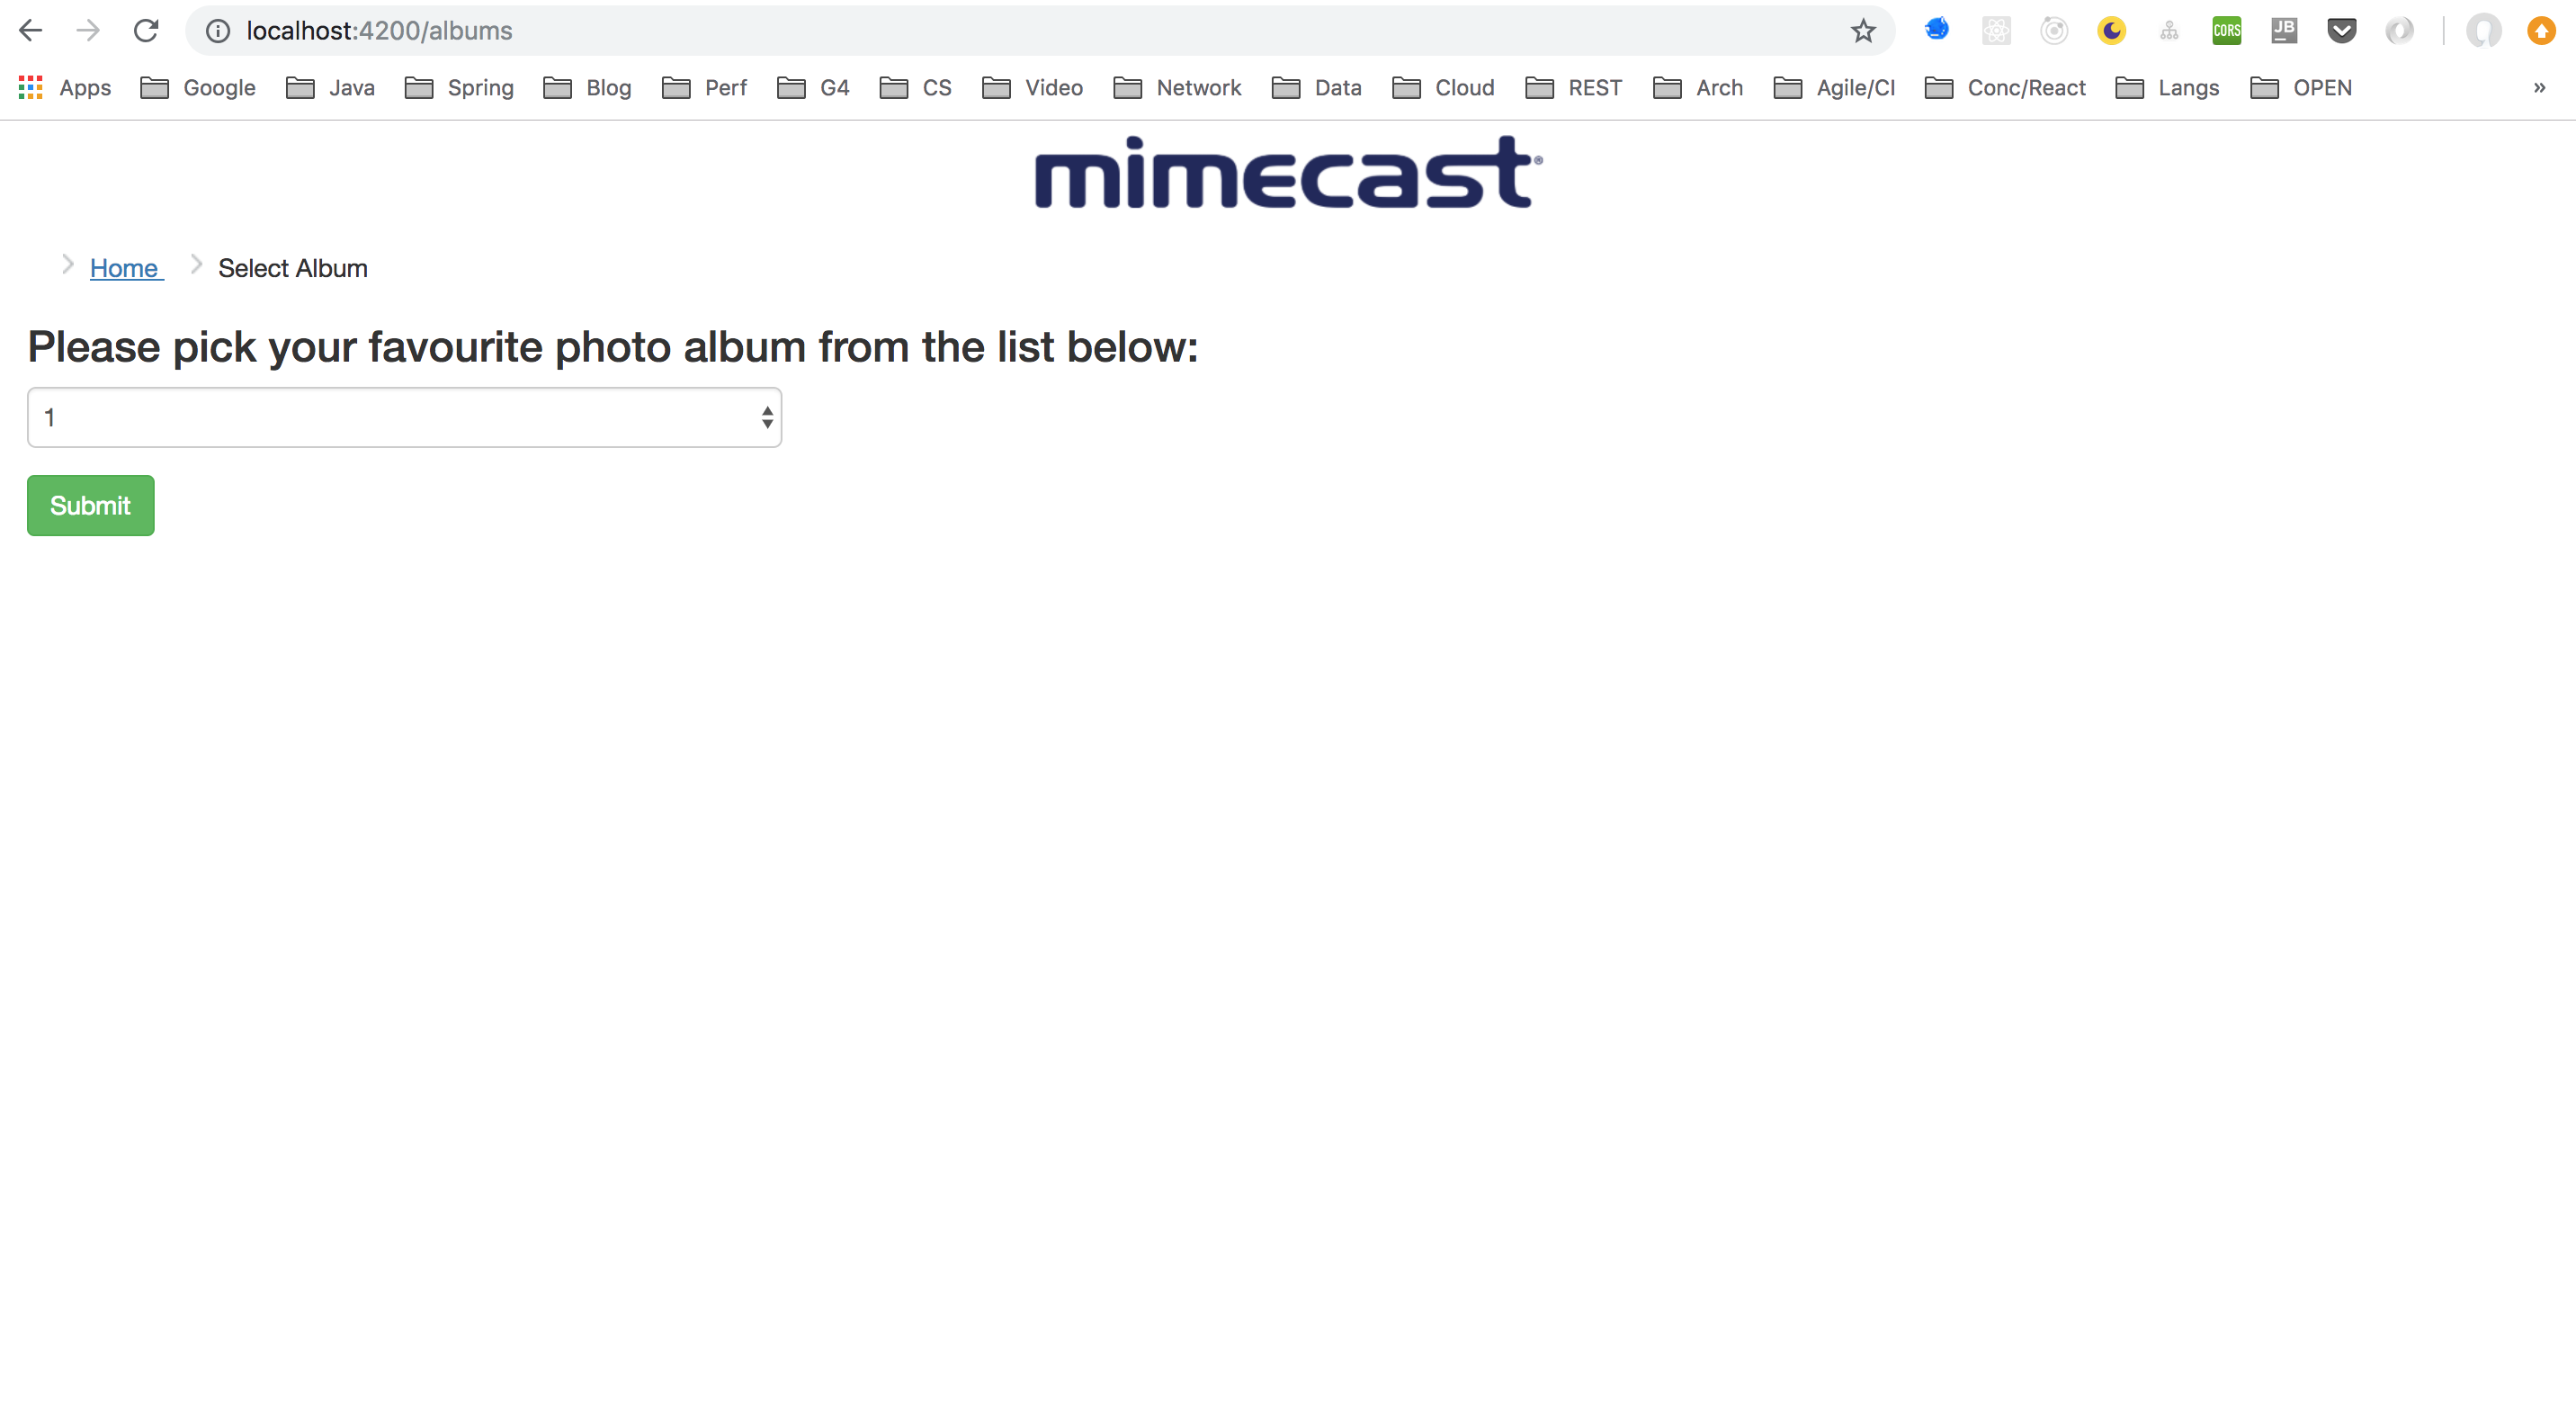 localhost:4200/albums
CORS
JB
Apps Google Java Spring Blog Perf G4 CS Video Network Data Cloud REST Arch Agile/CI Conc/React Langs OPEN »
mimecast®
Home Select Album
Please pick your favourite photo album from the list below:
1
Submit